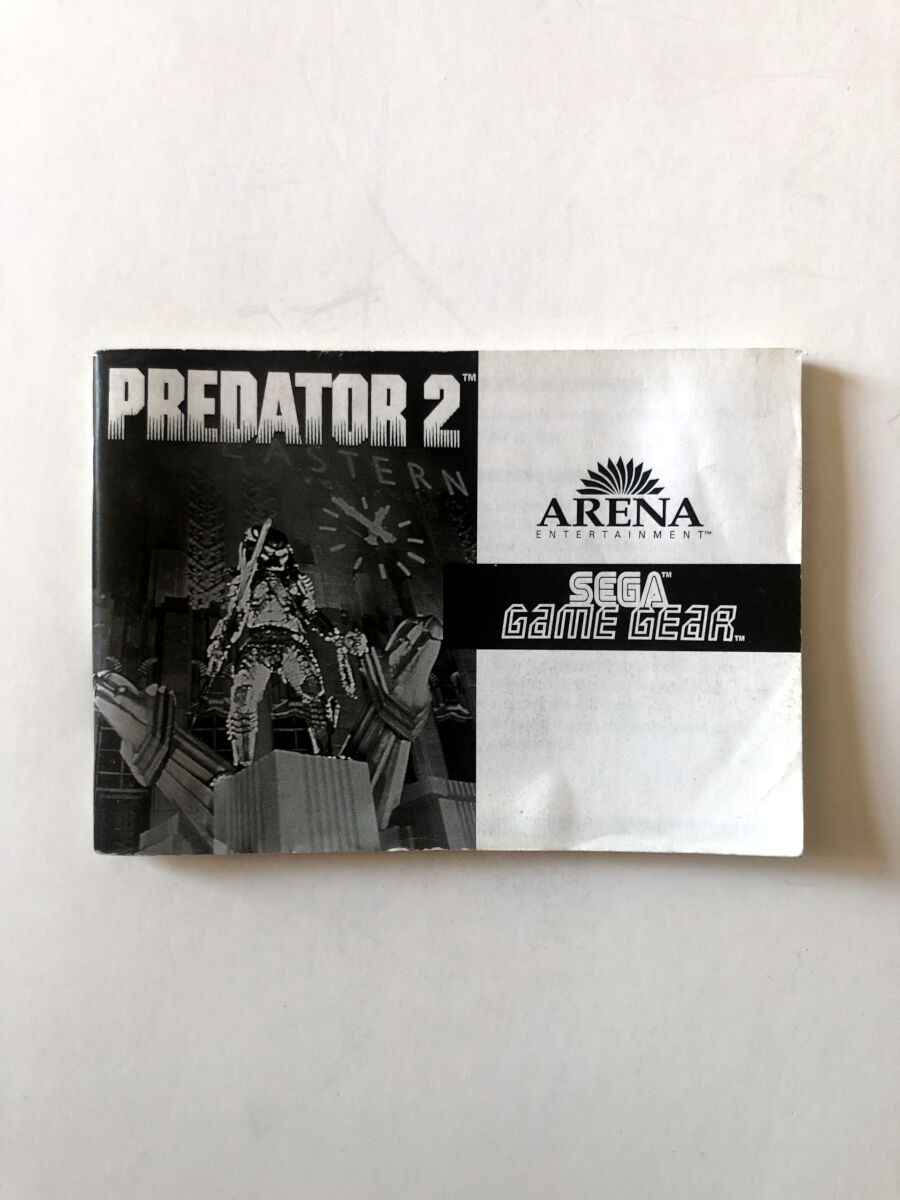 PREDATOR 2™
EASTERN
ARENA
ENTERTAINMENT™
SEGA™
GAME GEAR™